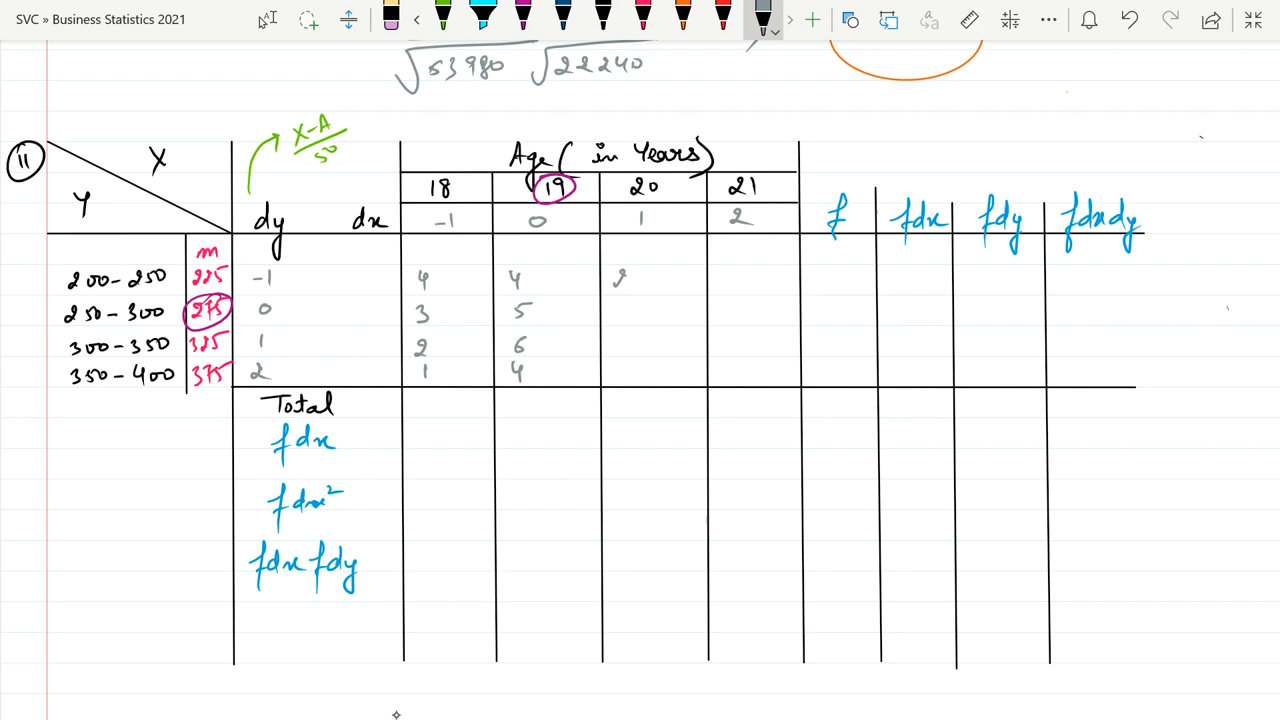 SVC » Business Statistics 2021
√53980 √22240
11 X X-A/50 Age (in Years)
Y 18 19 20 21
dy dx -1 0 1 2 f fdx fdy fdxdy
m
200-250 225 -1 4 4 2
250-300 275 0 3 5
300-350 325 1 2 6
350-400 375 2 1 4
Total
fdx
fdx²
fdx fdy